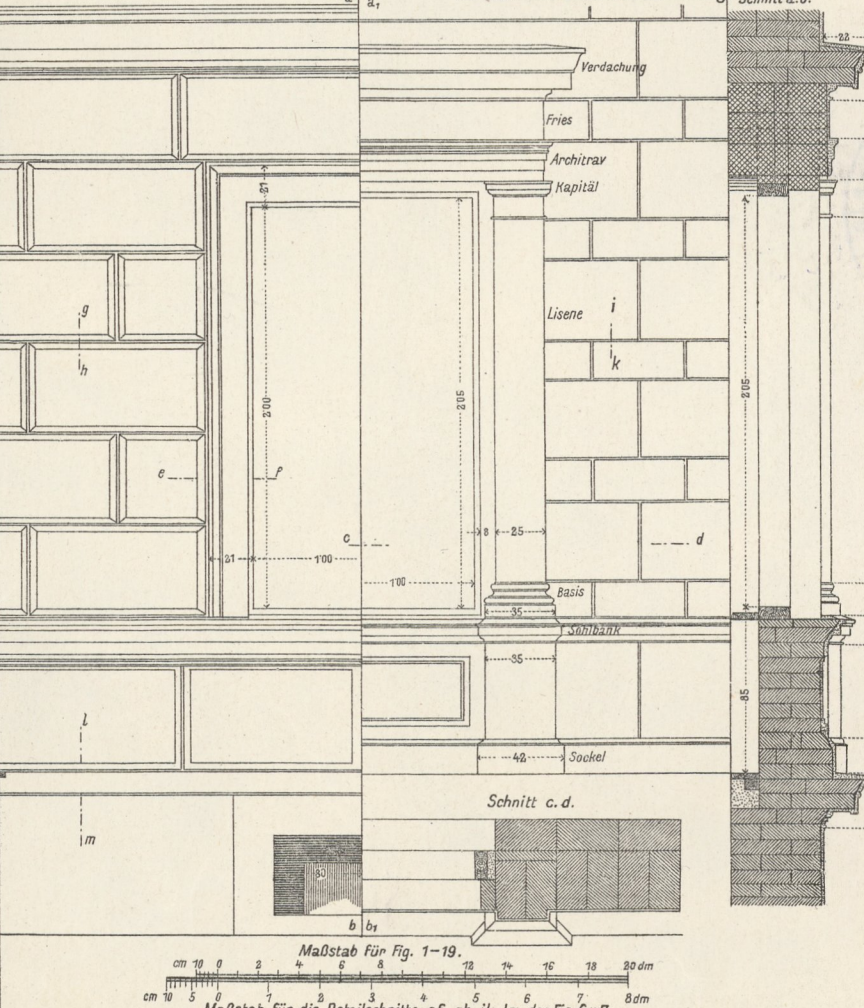 a₁
Schnitt a.b.
22
Verdachung
Fries
Architrav
Kapitäl
21
g
h
Lisene
i
k
200
205
205
e
f
c
d
8
25
21
100
100
Basis
35
Sohlbank
35
85
l
42
Sockel
Schnitt c.d.
m
80
b
b₁
Maßstab für Fig. 1-19.
cm 10 0 2 4 6 8 12 14 16 18 20 dm
cm 10 5 0 1 2 3 4 5 6 7 8 dm